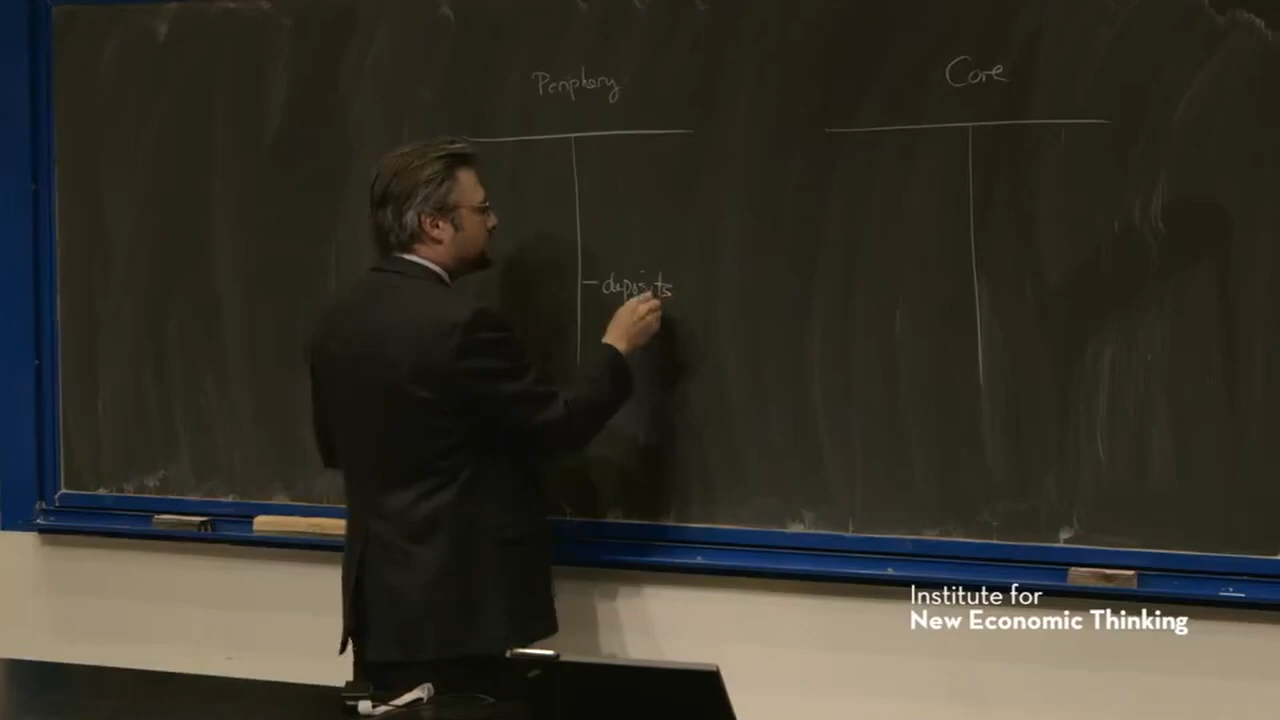 Periphery
Core
– deposits
Institute for
New Economic Thinking